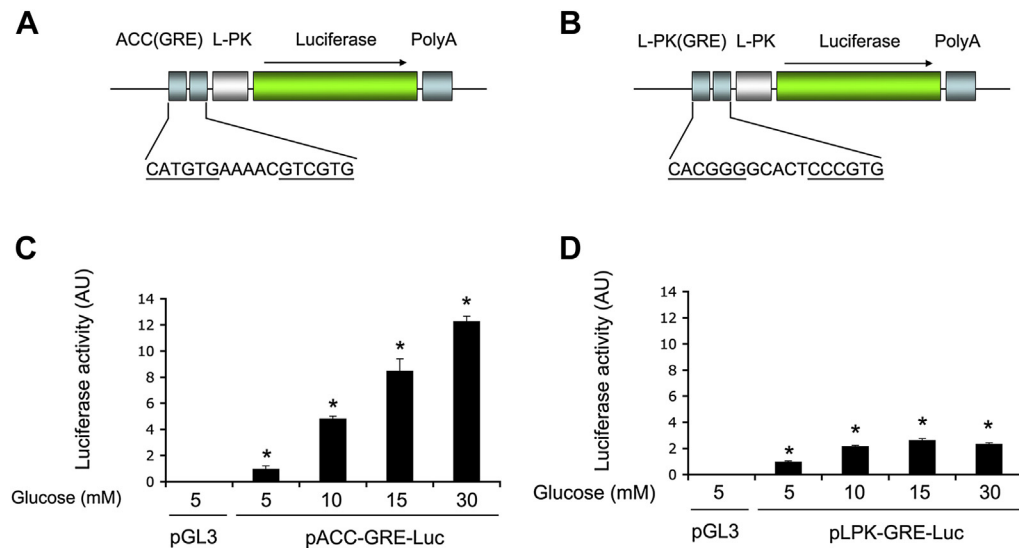 A
ACC(GRE) L-PK Luciferase PolyA
CATGTGAAAACGTCGTG
B
L-PK(GRE) L-PK Luciferase PolyA
CACGGGGCACTCCCGTG
C
Luciferase activity (AU)
14
12
10
8
6
4
2
0
* * * *
Glucose (mM) 5 5 10 15 30
pGL3 pACC-GRE-Luc
D
Luciferase activity (AU)
14
12
10
8
6
4
2
0
* * * *
Glucose (mM) 5 5 10 15 30
pGL3 pLPK-GRE-Luc